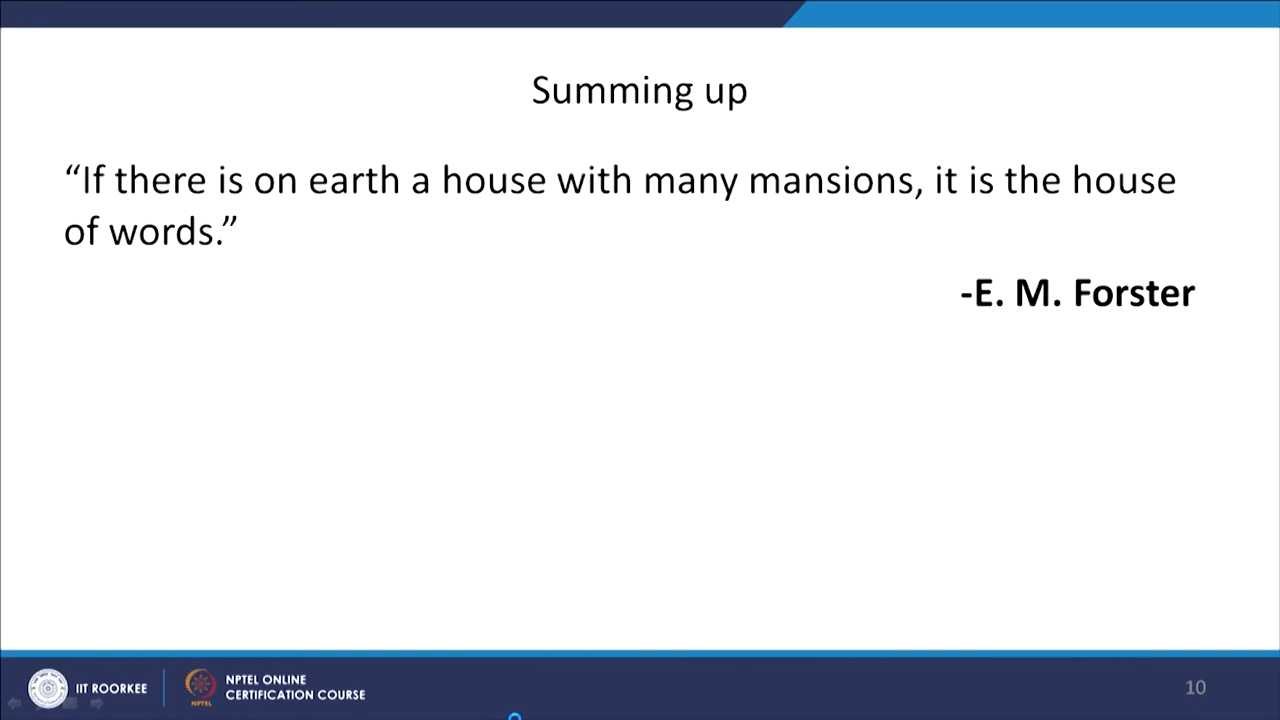 Summing up
“If there is on earth a house with many mansions, it is the house
of words.”
-E. M. Forster
IIT ROORKEE
NPTEL
NPTEL ONLINE
CERTIFICATION COURSE
10